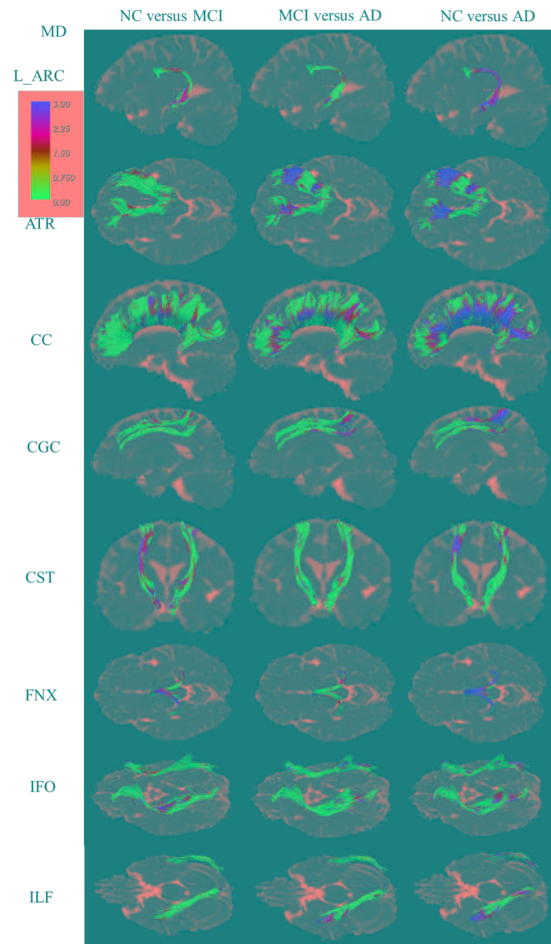 NC versus MCI MCI versus AD NC versus AD
MD
L_ARC
3.00
2.25
1.50
0.750
0.00
ATR
CC
CGC
CST
FNX
IFO
ILF